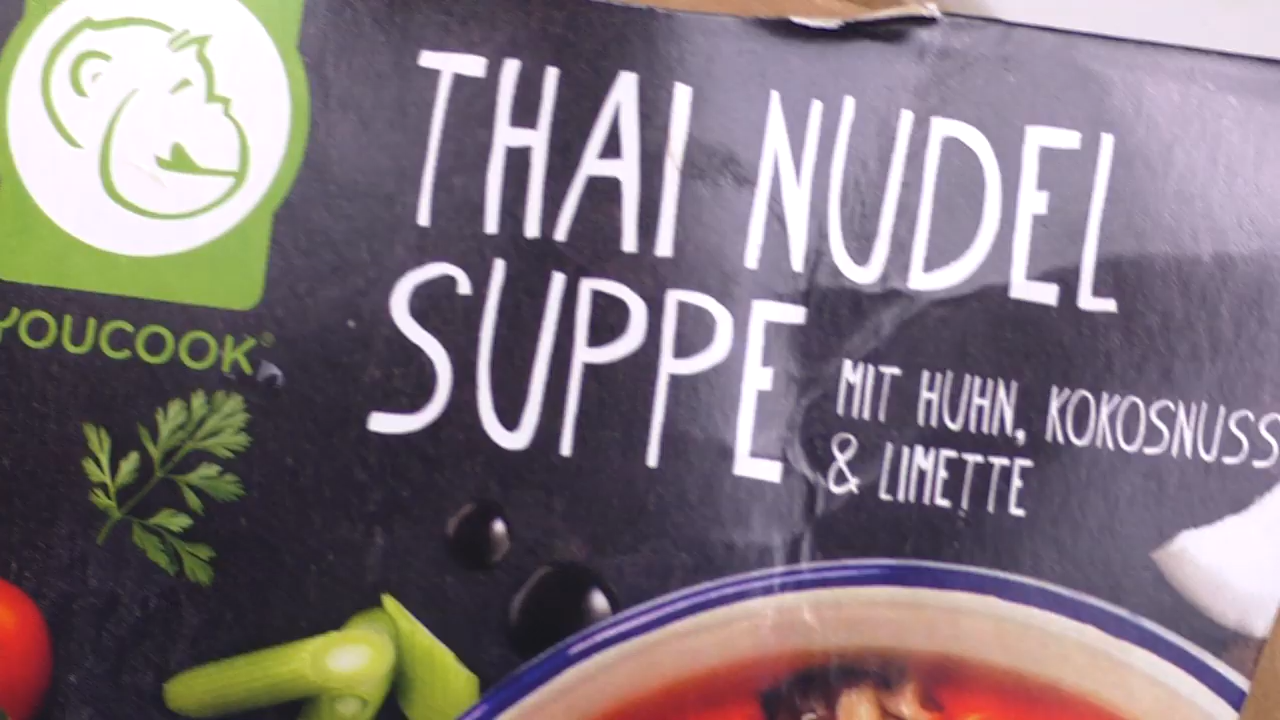 YOUCOOK
THAI NUDEL
SUPPE
MIT HUHN, KOKOSNUSS
& LIMETTE